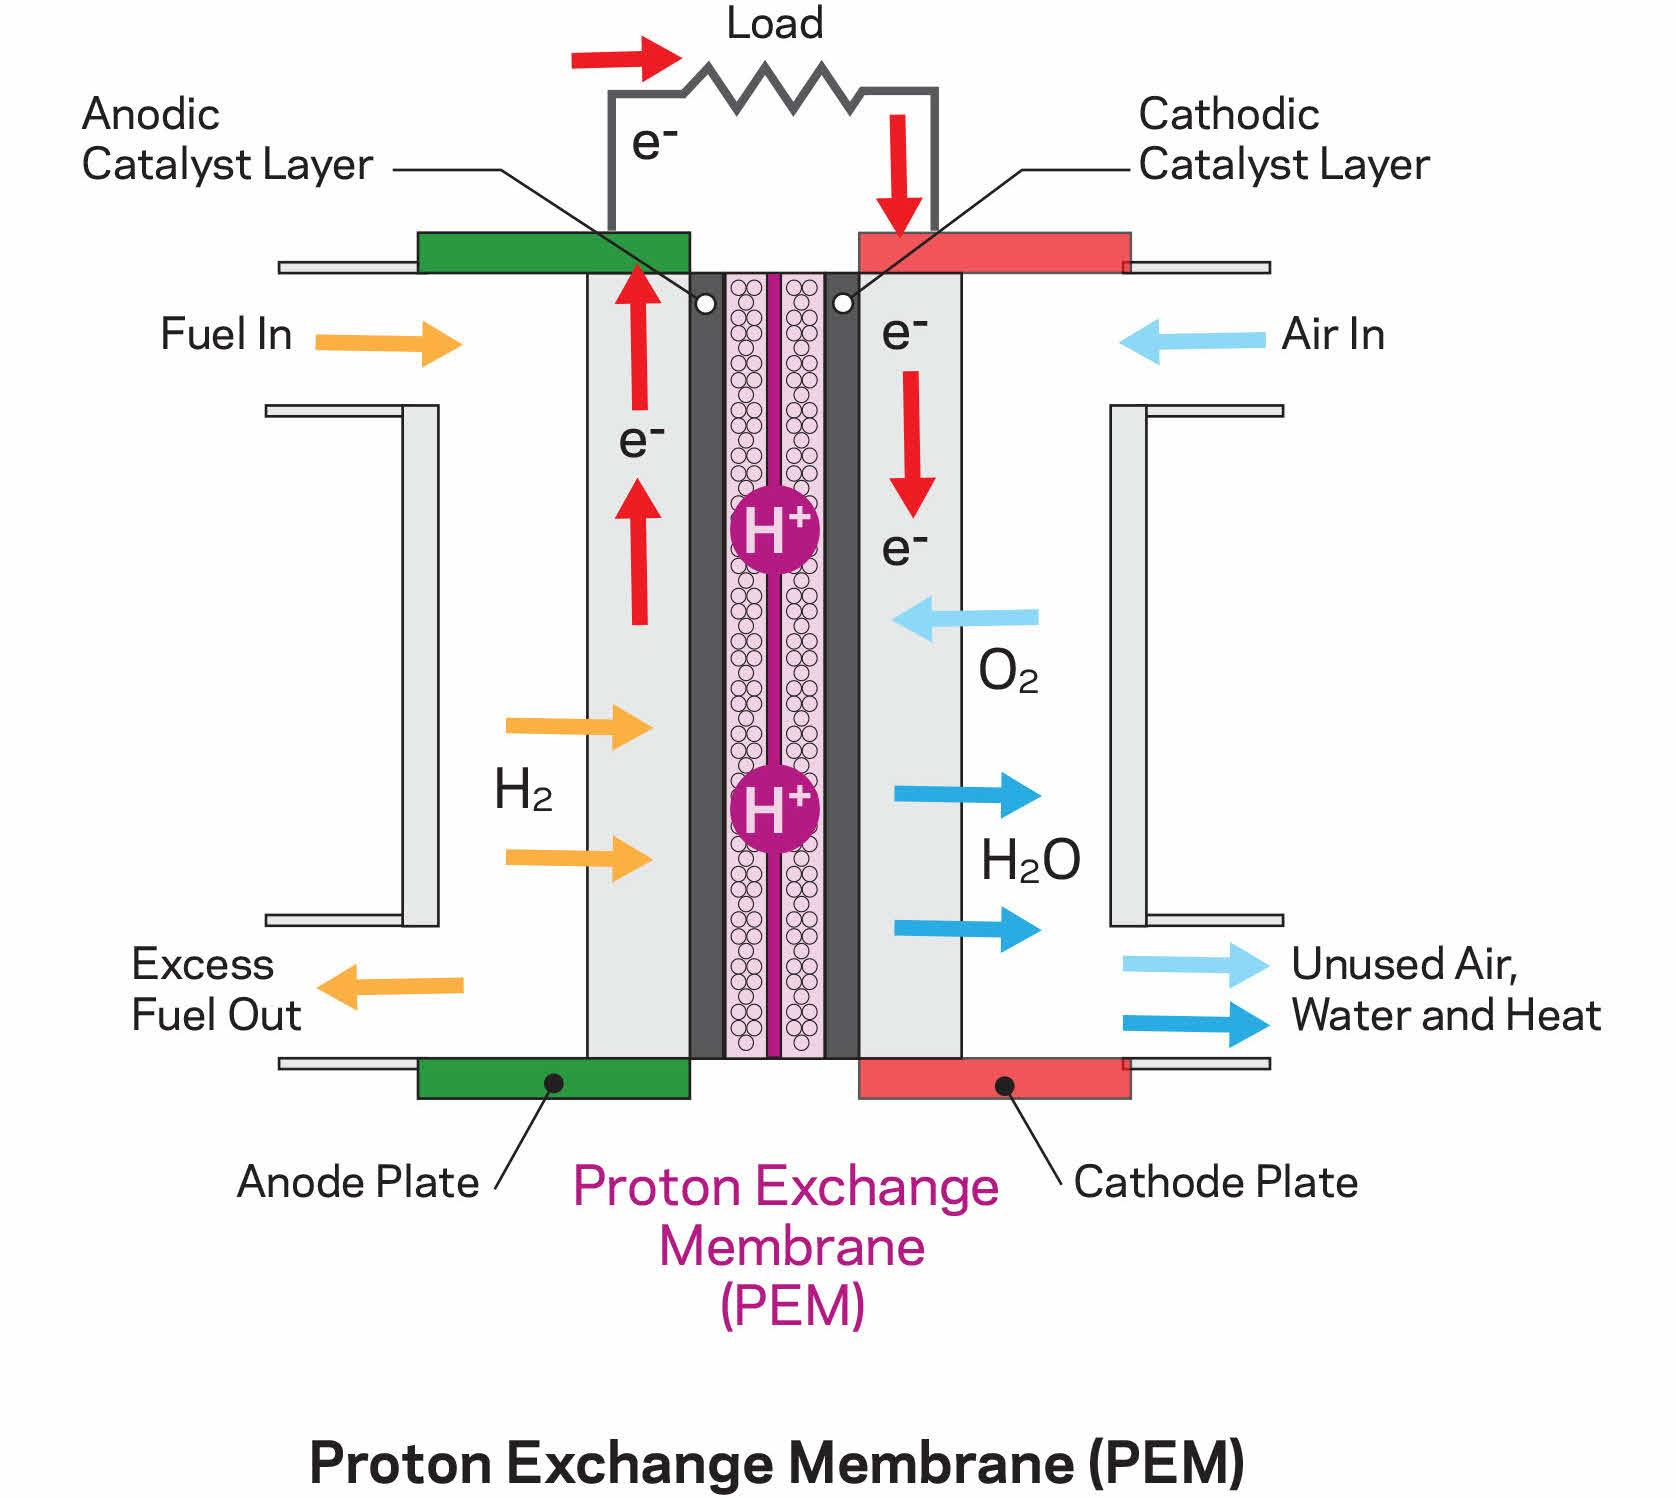 Load
Anodic
Catalyst Layer
e⁻
Cathodic
Catalyst Layer
Fuel In
e⁻
Air In
e⁻
H⁺
e⁻
O₂
H₂
H⁺
H₂O
Excess
Fuel Out
Unused Air,
Water and Heat
Anode Plate
Proton Exchange
Membrane
(PEM)
Cathode Plate
Proton Exchange Membrane (PEM)